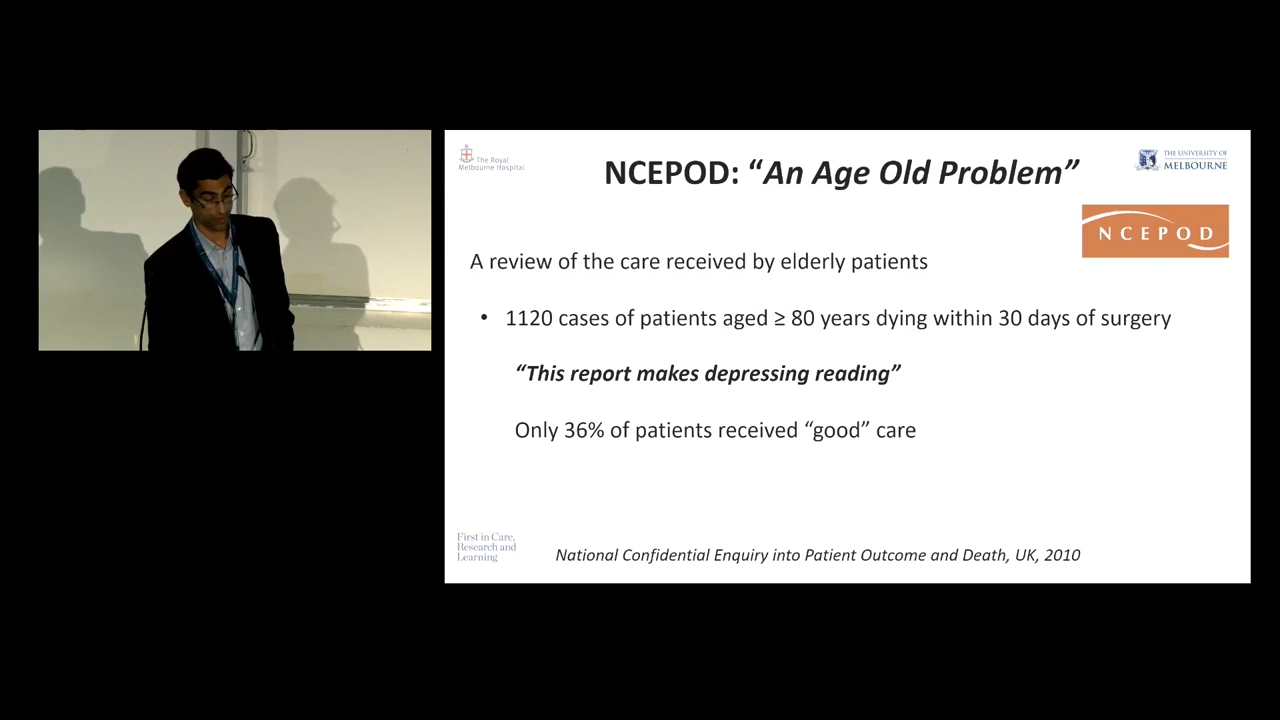 The Royal
Melbourne Hospital
NCEPOD: “An Age Old Problem”
THE UNIVERSITY OF
MELBOURNE
NCEPOD
A review of the care received by elderly patients
• 1120 cases of patients aged ≥ 80 years dying within 30 days of surgery
“This report makes depressing reading”
Only 36% of patients received “good” care
First in Care,
Research and
Learning
National Confidential Enquiry into Patient Outcome and Death, UK, 2010